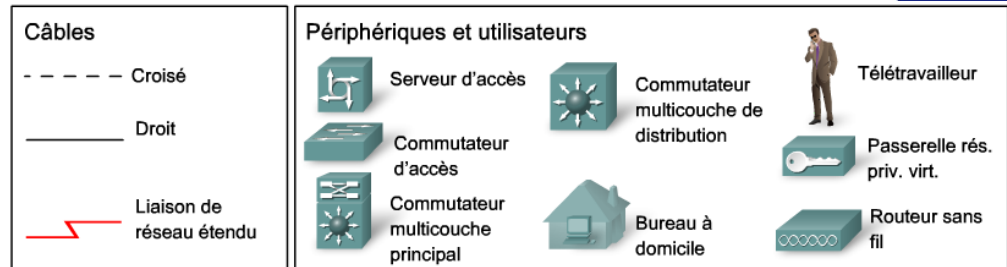 Câbles
Croisé
Droit
Liaison de
réseau étendu
Périphériques et utilisateurs
Serveur d'accès
Commutateur
d'accès
Commutateur
multicouche
principal
Commutateur
multicouche de
distribution
Bureau à
domicile
Télétravailleur
Passerelle rés.
priv. virt.
Routeur sans
fil